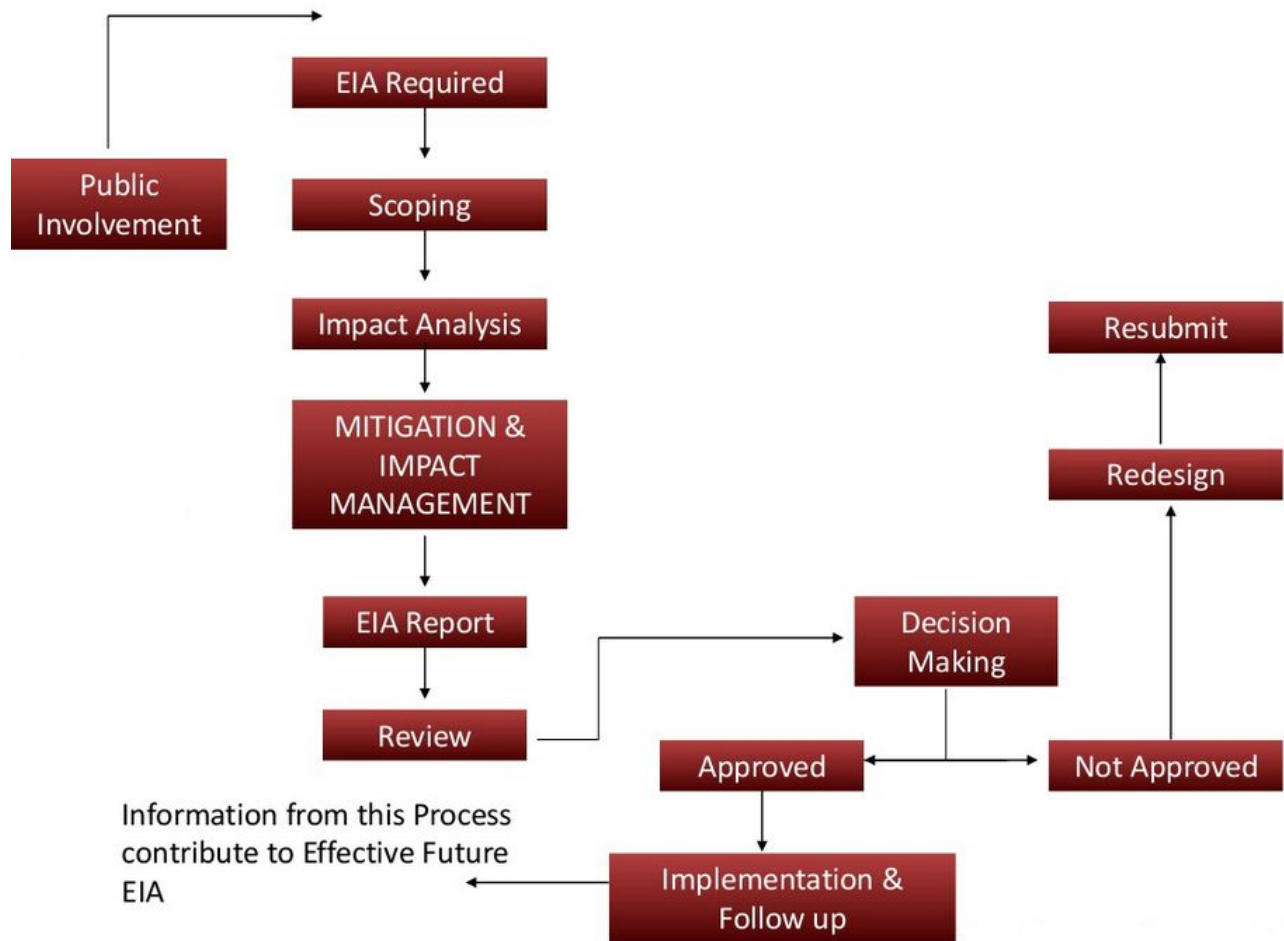 EIA Required
Public
Involvement
Scoping
Impact Analysis
MITIGATION &
IMPACT
MANAGEMENT
EIA Report
Review
Decision
Making
Approved
Not Approved
Redesign
Resubmit
Implementation &
Follow up
Information from this Process
contribute to Effective Future
EIA